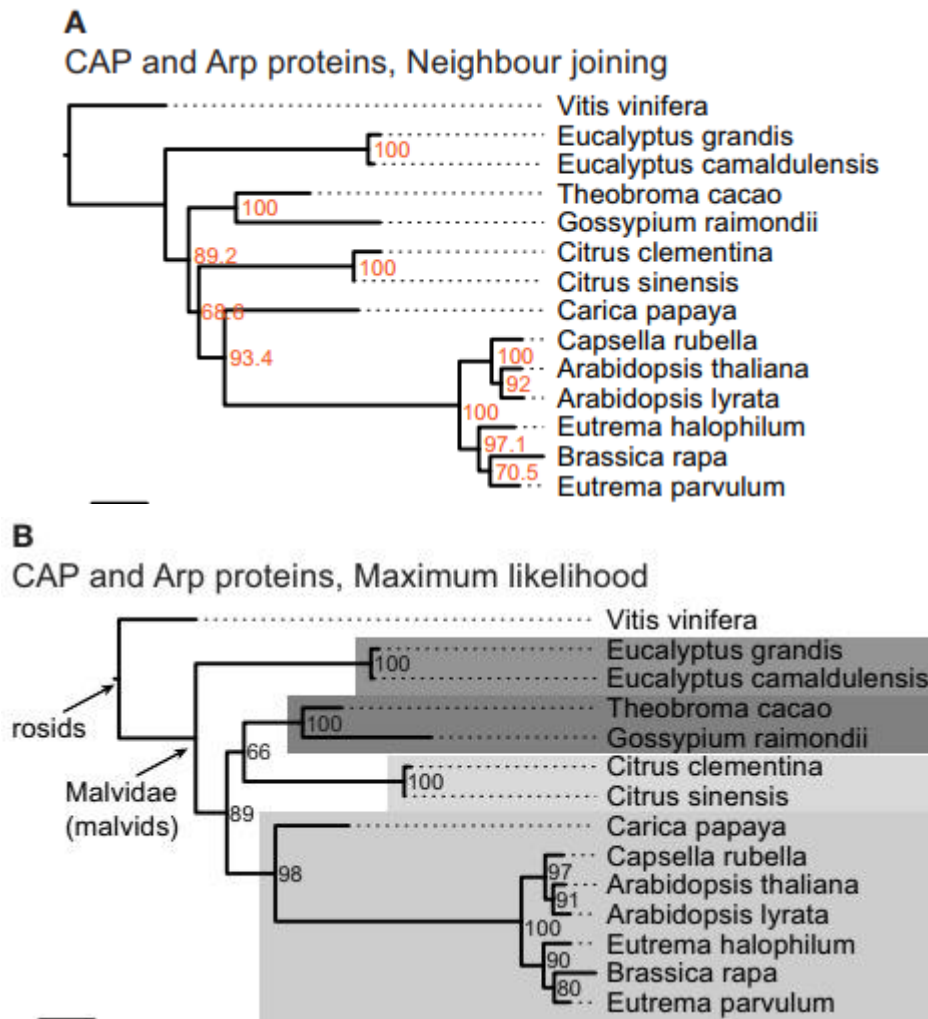 A
CAP and Arp proteins, Neighbour joining
Vitis vinifera
Eucalyptus grandis
100
Eucalyptus camaldulensis
Theobroma cacao
100
Gossypium raimondii
89.2
Citrus clementina
100
Citrus sinensis
68.6
Carica papaya
93.4
Capsella rubella
100
Arabidopsis thaliana
92
Arabidopsis lyrata
100
Eutrema halophilum
97.1
Brassica rapa
70.5
Eutrema parvulum
B
CAP and Arp proteins, Maximum likelihood
Vitis vinifera
Eucalyptus grandis
100
Eucalyptus camaldulensis
rosids
Theobroma cacao
100
Gossypium raimondii
66
Citrus clementina
100
Citrus sinensis
Malvidae
(malvids)
89
Carica papaya
98
Capsella rubella
97
Arabidopsis thaliana
91
Arabidopsis lyrata
100
Eutrema halophilum
90
Brassica rapa
80
Eutrema parvulum